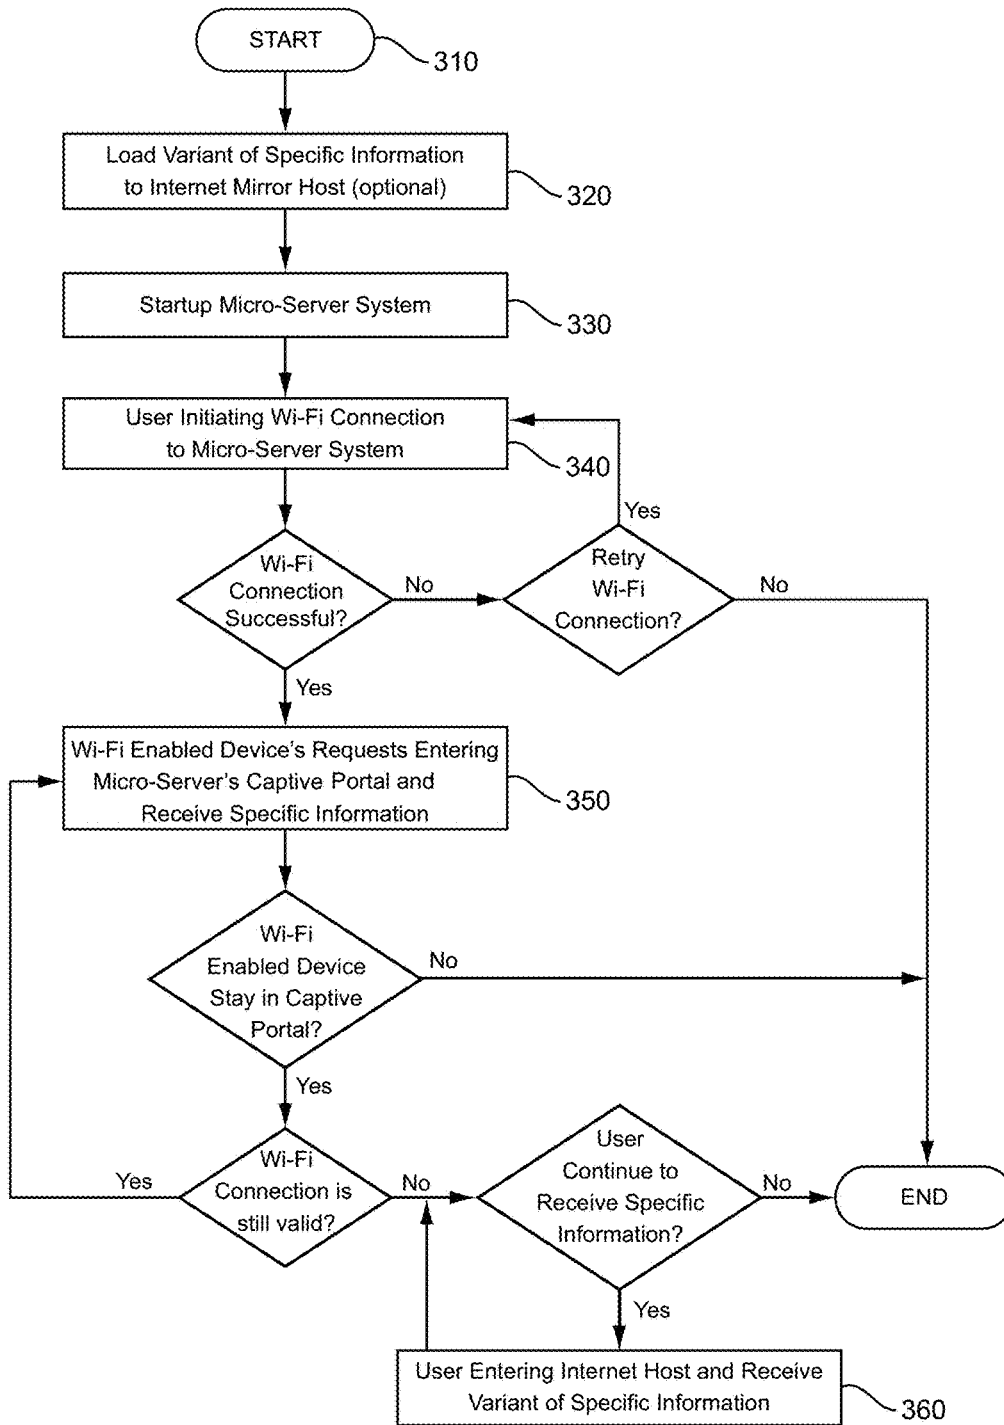 START
310
Load Variant of Specific Information
to Internet Mirror Host (optional)
320
Startup Micro-Server System
330
User Initiating Wi-Fi Connection
to Micro-Server System
340
Yes
Wi-Fi
Connection
Successful?
No
Retry
Wi-Fi
Connection?
No
Yes
Wi-Fi Enabled Device's Requests Entering
Micro-Server's Captive Portal and
Receive Specific Information
350
Wi-Fi
Enabled Device
Stay in Captive
Portal?
No
Yes
Wi-Fi
Connection is
still valid?
Yes
No
User
Continue to
Receive Specific
Information?
No
END
Yes
User Entering Internet Host and Receive
Variant of Specific Information
360